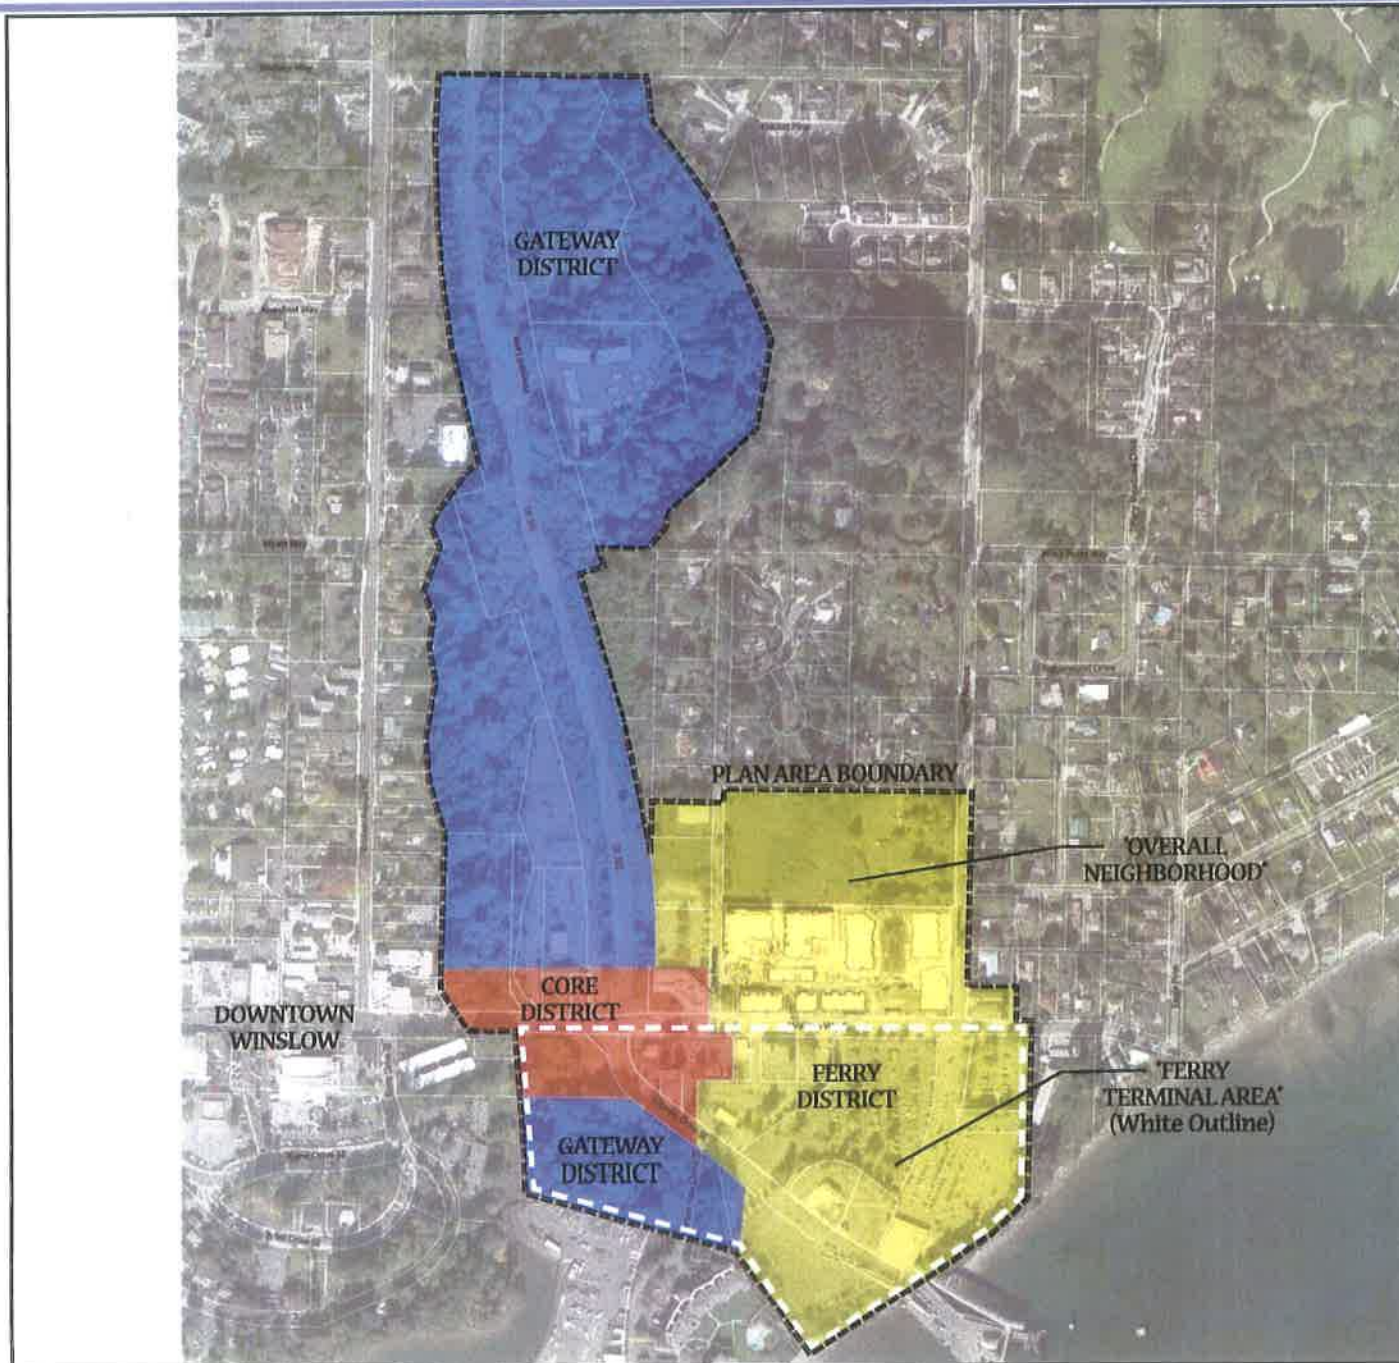 GATEWAY
DISTRICT
PLAN AREA BOUNDARY
"OVERALL
NEIGHBORHOOD"
CORE
DISTRICT
DOWNTOWN
WINSLOW
FERRY
DISTRICT
"FERRY
TERMINAL AREA"
(White Outline)
GATEWAY
DISTRICT